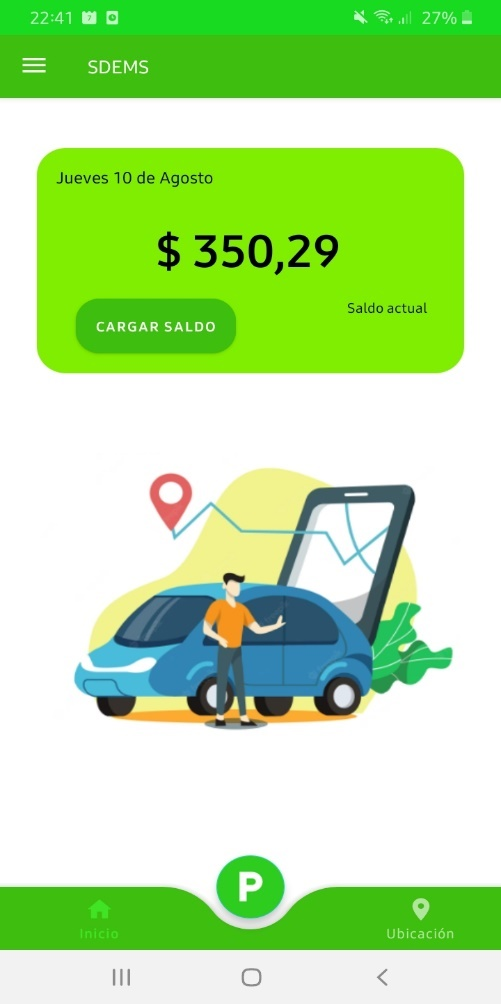 22:41 27%
SDEMS
Jueves 10 de Agosto
$ 350,29
Saldo actual
CARGAR SALDO
P
Inicio Ubicación